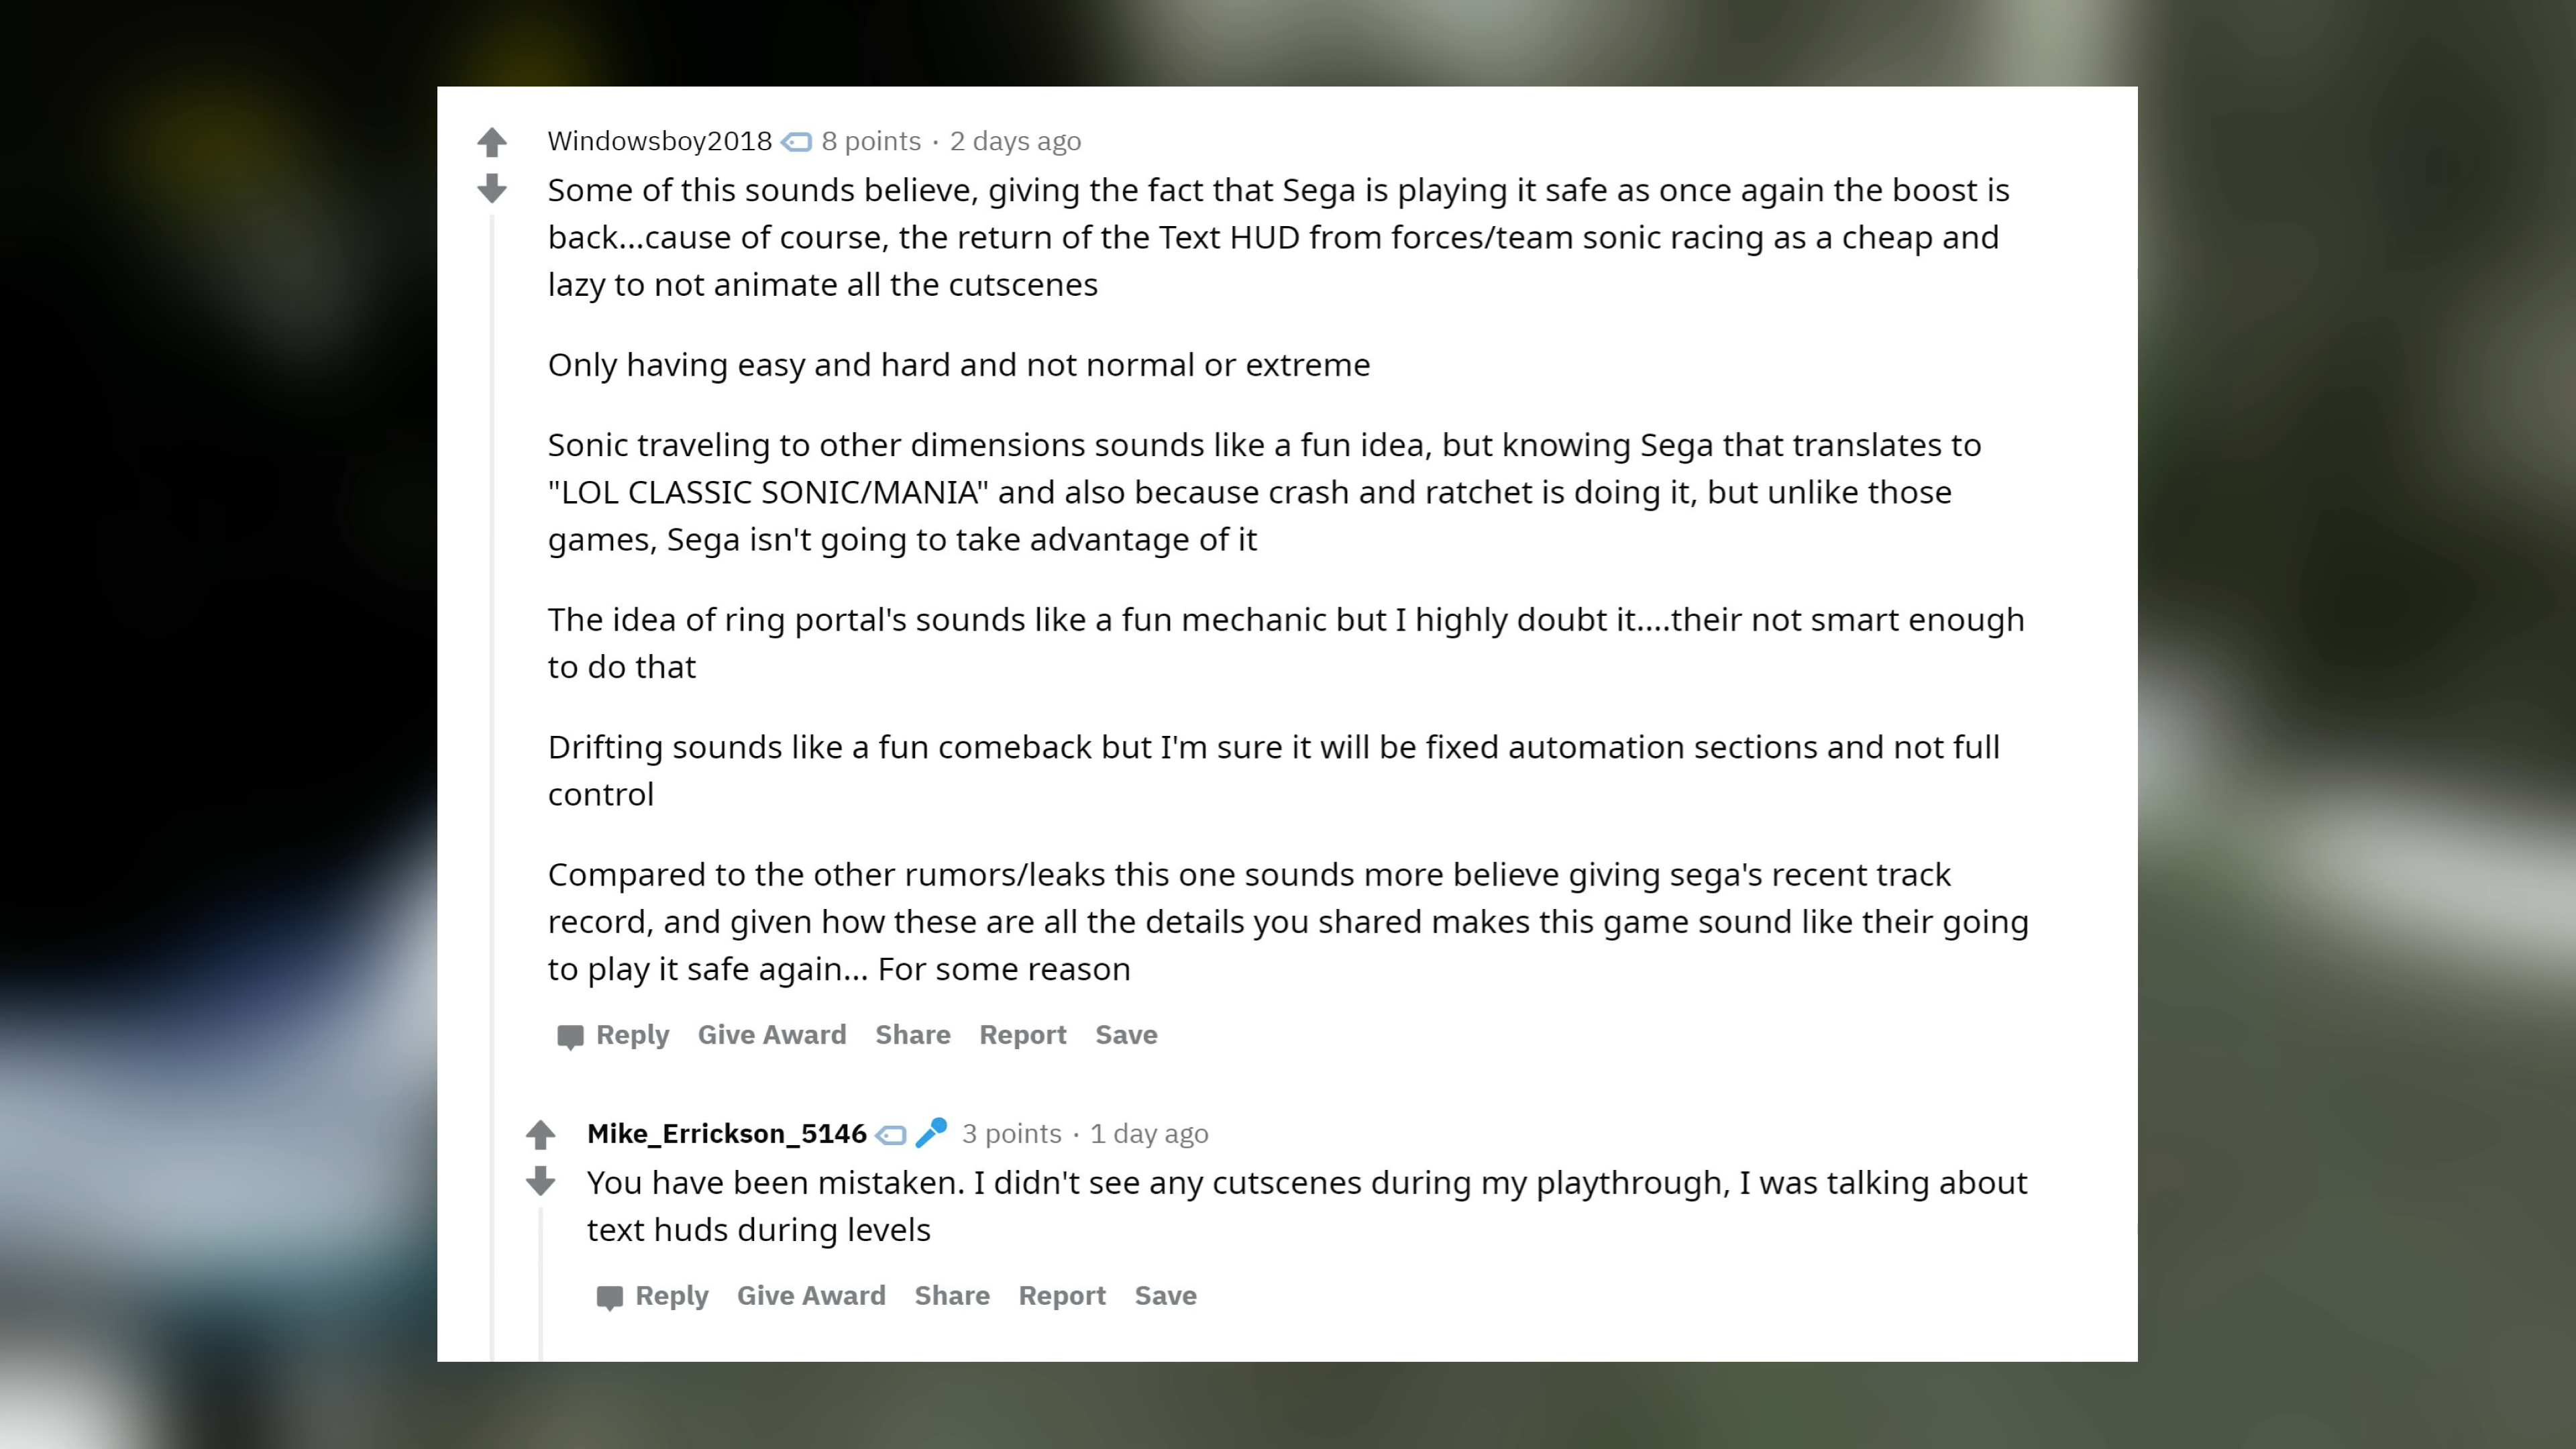 Windowsboy2018 8 points · 2 days ago
Some of this sounds believe, giving the fact that Sega is playing it safe as once again the boost is
back...cause of course, the return of the Text HUD from forces/team sonic racing as a cheap and
lazy to not animate all the cutscenes
Only having easy and hard and not normal or extreme
Sonic traveling to other dimensions sounds like a fun idea, but knowing Sega that translates to
"LOL CLASSIC SONIC/MANIA" and also because crash and ratchet is doing it, but unlike those
games, Sega isn't going to take advantage of it
The idea of ring portal's sounds like a fun mechanic but I highly doubt it....their not smart enough
to do that
Drifting sounds like a fun comeback but I'm sure it will be fixed automation sections and not full
control
Compared to the other rumors/leaks this one sounds more believe giving sega's recent track
record, and given how these are all the details you shared makes this game sound like their going
to play it safe again... For some reason
Reply Give Award Share Report Save
Mike_Errickson_5146 3 points · 1 day ago
You have been mistaken. I didn't see any cutscenes during my playthrough, I was talking about
text huds during levels
Reply Give Award Share Report Save